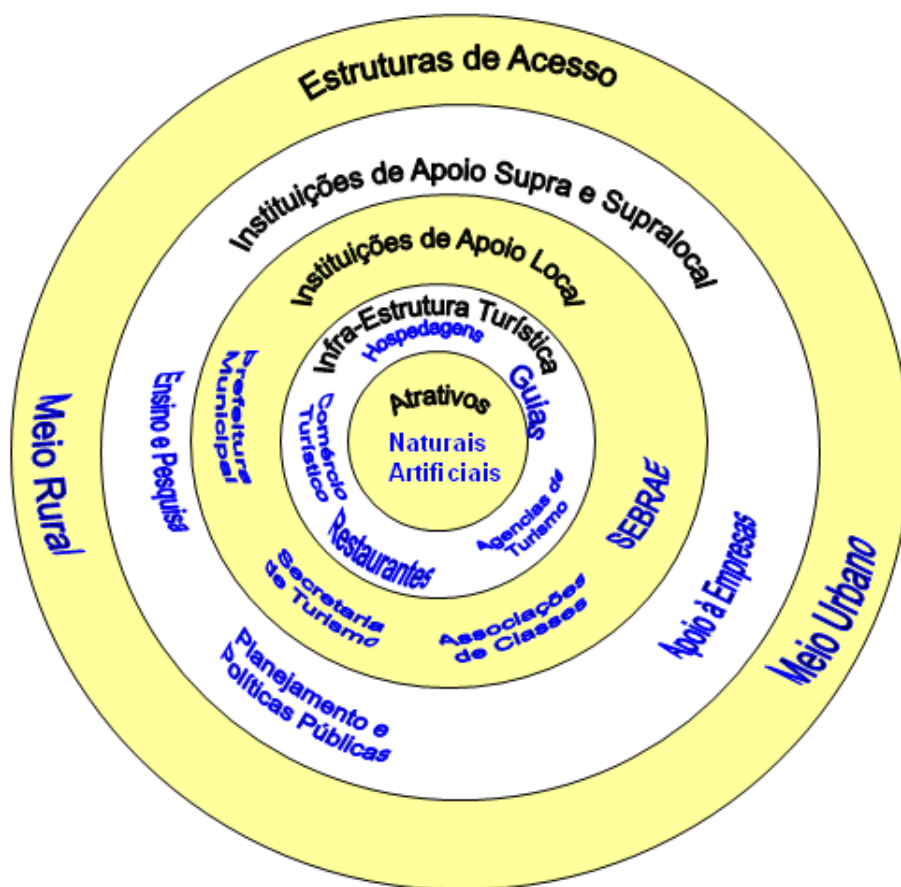 Estruturas de Acesso
Instituições de Apoio Supra e Supralocal
Instituições de Apoio Local
Infra-Estrutura Turística
Hospedagens
Guias
Atrativos
Naturais
Artificiais
Comércio
Turístico
Restaurantes
Agencias de
Turismo
Prefeitura
Municipal
Secretaria
de Turismo
Associações
de Classes
SEBRAE
Ensino e Pesquisa
Planejamento e
Políticas Públicas
Apoio à Empresas
Meio Rural
Meio Urbano